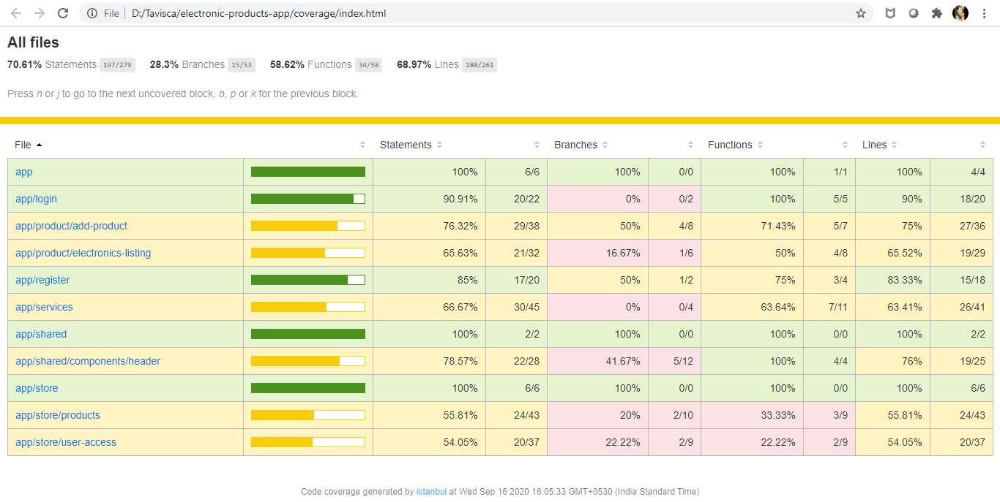 File D:/Tavisca/electronic-products-app/coverage/index.html
All files
70.61% Statements 197/279 28.3% Branches 15/53 58.62% Functions 34/58 68.97% Lines 180/261
Press n or j to go to the next uncovered block, b, p or k for the previous block.
File Statements Branches Functions Lines
app 100% 6/6 100% 0/0 100% 1/1 100% 4/4
app/login 90.91% 20/22 0% 0/2 100% 5/5 90% 18/20
app/product/add-product 76.32% 29/38 50% 4/8 71.43% 5/7 75% 27/36
app/product/electronics-listing 65.63% 21/32 16.67% 1/6 50% 4/8 65.52% 19/29
app/register 85% 17/20 50% 1/2 75% 3/4 83.33% 15/18
app/services 66.67% 30/45 0% 0/4 63.64% 7/11 63.41% 26/41
app/shared 100% 2/2 100% 0/0 100% 0/0 100% 2/2
app/shared/components/header 78.57% 22/28 41.67% 5/12 100% 4/4 76% 19/25
app/store 100% 6/6 100% 0/0 100% 0/0 100% 6/6
app/store/products 55.81% 24/43 20% 2/10 33.33% 3/9 55.81% 24/43
app/store/user-access 54.05% 20/37 22.22% 2/9 22.22% 2/9 54.05% 20/37
Code coverage generated by istanbul at Wed Sep 16 2020 16:05:33 GMT+0530 (India Standard Time)